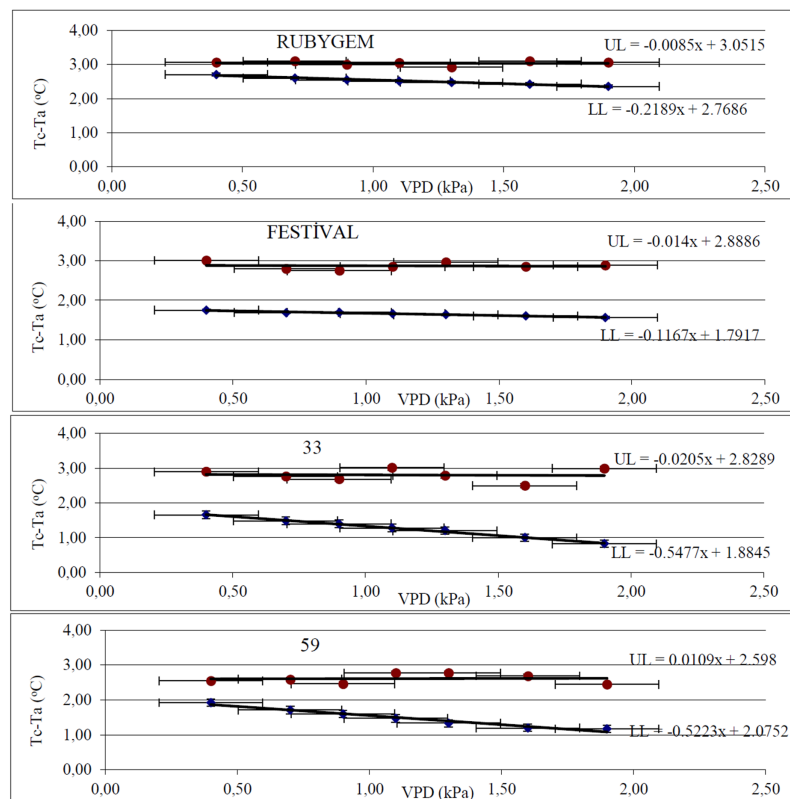 RUBYGEM
UL = -0.0085x + 3.0515
LL = -0.2189x + 2.7686
Tc-Ta (ºC)
4,00
3,00
2,00
1,00
0,00
0,00 0,50 1,00 1,50 2,00 2,50
VPD (kPa)
FESTİVAL
UL = -0.014x + 2.8886
LL = -0.1167x + 1.7917
Tc-Ta (ºC)
4,00
3,00
2,00
1,00
0,00
0,00 0,50 1,00 1,50 2,00 2,50
VPD (kPa)
33
UL = -0.0205x + 2.8289
LL = -0.5477x + 1.8845
Tc-Ta (ºC)
4,00
3,00
2,00
1,00
0,00
0,00 0,50 1,00 1,50 2,00 2,50
VPD (kPa)
59
UL = 0.0109x + 2.598
LL = -0.5223x + 2.0752
Tc-Ta (ºC)
4,00
3,00
2,00
1,00
0,00
0,00 0,50 1,00 1,50 2,00 2,50
VPD (kPa)